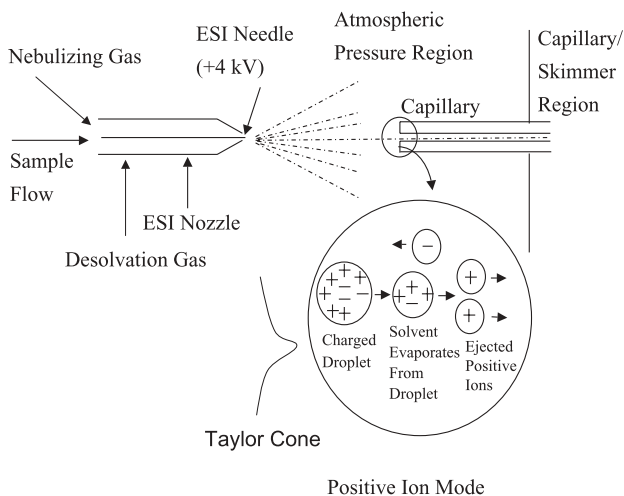 ESI Needle
(+4 kV)
Atmospheric
Pressure Region
Capillary/
Skimmer
Region
Nebulizing Gas
Capillary
Sample
Flow
ESI Nozzle
Desolvation Gas
−
+ + + + − + − − + + +
+ + + −
+
+
Charged
Droplet
Solvent
Evaporates
From
Droplet
Ejected
Positive
Ions
Taylor Cone
Positive Ion Mode